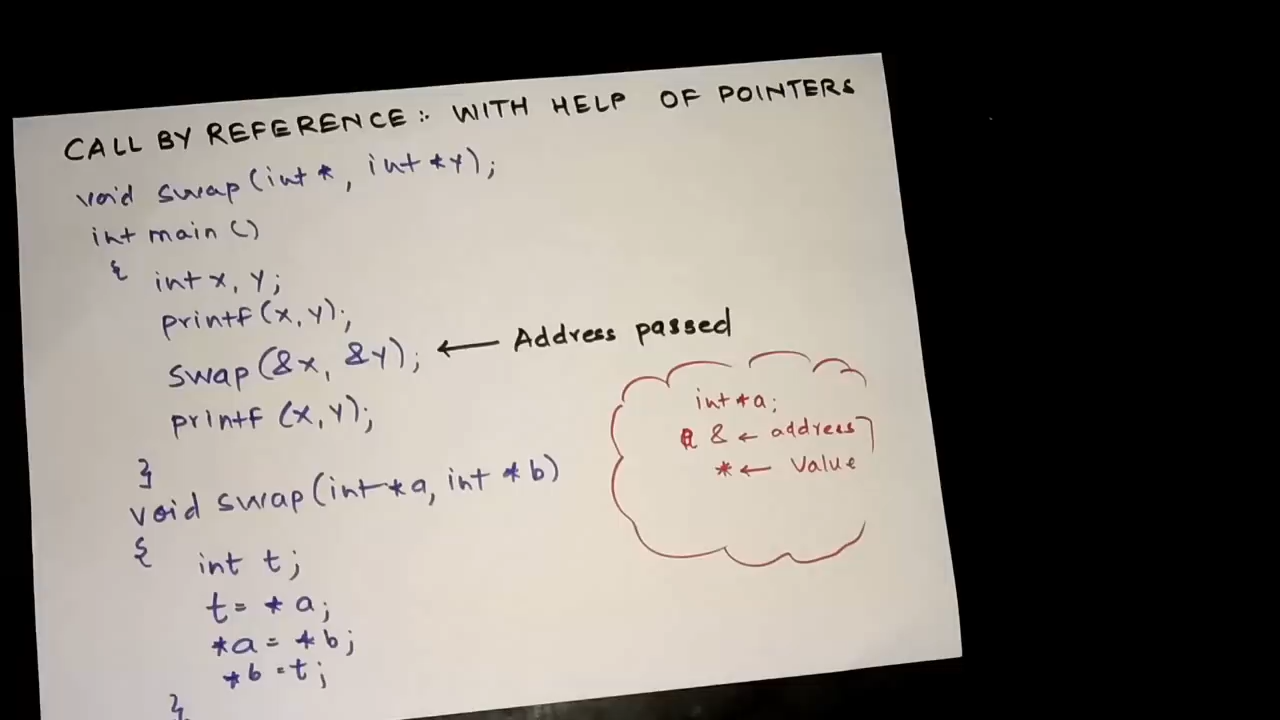 CALL BY REFERENCE :- WITH HELP OF POINTERS
void swap(int *, int *y);
int main ()
{ int x, y;
printf (x, y);
swap (&x, &y); ← Address passed
printf (x, y);
}
int *a;
& ← address
* ← Value
void swap (int *a, int *b)
{
int t;
t = *a;
*a = *b;
*b = t;
}